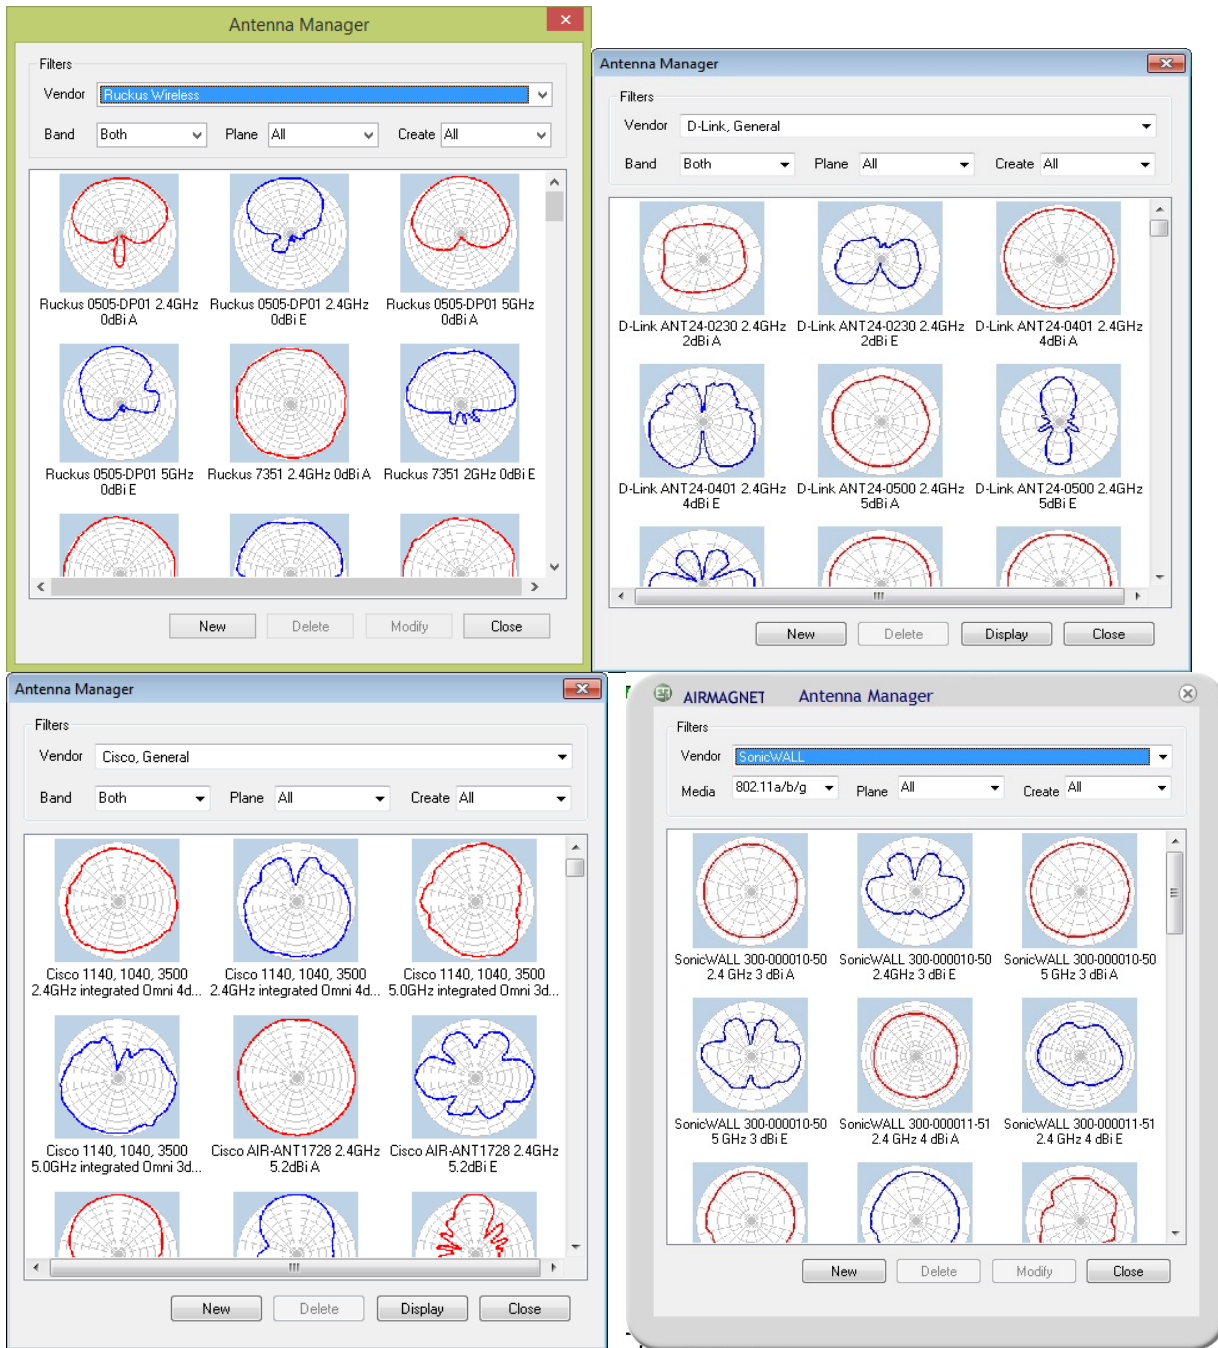 Antenna Manager
Filters
Vendor Ruckus Wireless
Band Both Plane All Create All
Ruckus 0505-DP01 2.4GHz 0dBi A
Ruckus 0505-DP01 2.4GHz 0dBi E
Ruckus 0505-DP01 5GHz 0dBi A
Ruckus 0505-DP01 5GHz 0dBi E
Ruckus 7351 2.4GHz 0dBi A
Ruckus 7351 2GHz 0dBi E
New Delete Modify Close
Antenna Manager
Filters
Vendor D-Link, General
Band Both Plane All Create All
D-Link ANT24-0230 2.4GHz 2dBi A
D-Link ANT24-0230 2.4GHz 2dBi E
D-Link ANT24-0401 2.4GHz 4dBi A
D-Link ANT24-0401 2.4GHz 4dBi E
D-Link ANT24-0500 2.4GHz 5dBi A
D-Link ANT24-0500 2.4GHz 5dBi E
New Delete Display Close
Antenna Manager
Filters
Vendor Cisco, General
Band Both Plane All Create All
Cisco 1140, 1040, 3500 2.4GHz integrated Omni 4d...
Cisco 1140, 1040, 3500 2.4GHz integrated Omni 4d...
Cisco 1140, 1040, 3500 5.0GHz integrated Omni 3d...
Cisco 1140, 1040, 3500 5.0GHz integrated Omni 3d...
Cisco AIR-ANT1728 2.4GHz 5.2dBi A
Cisco AIR-ANT1728 2.4GHz 5.2dBi E
New Delete Display Close
AIRMAGNET Antenna Manager
Filters
Vendor SonicWALL
Media 802.11a/b/g Plane All Create All
SonicWALL 300-000010-50 2.4 GHz 3 dBi A
SonicWALL 300-000010-50 2.4GHz 3 dBi E
SonicWALL 300-000010-50 5 GHz 3 dBi A
SonicWALL 300-000010-50 5 GHz 3 dBi E
SonicWALL 300-000011-51 2.4 GHz 4 dBi A
SonicWALL 300-000011-51 2.4 GHz 4 dBi E
New Delete Modify Close